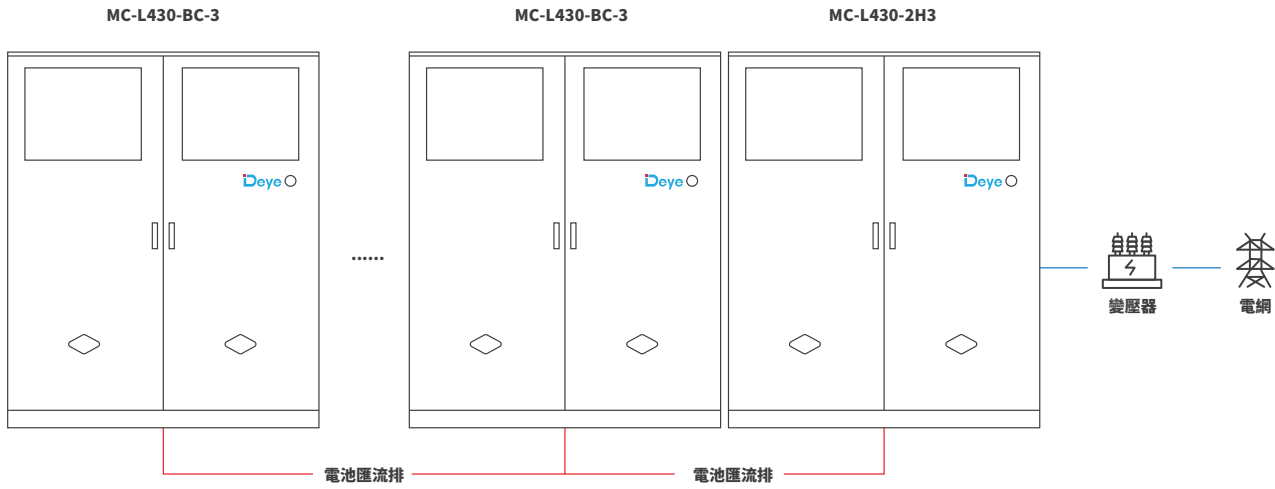 MC-L430-BC-3
MC-L430-BC-3
MC-L430-2H3
Deye
Deye
Deye
......
變壓器
電網
電池匯流排
電池匯流排